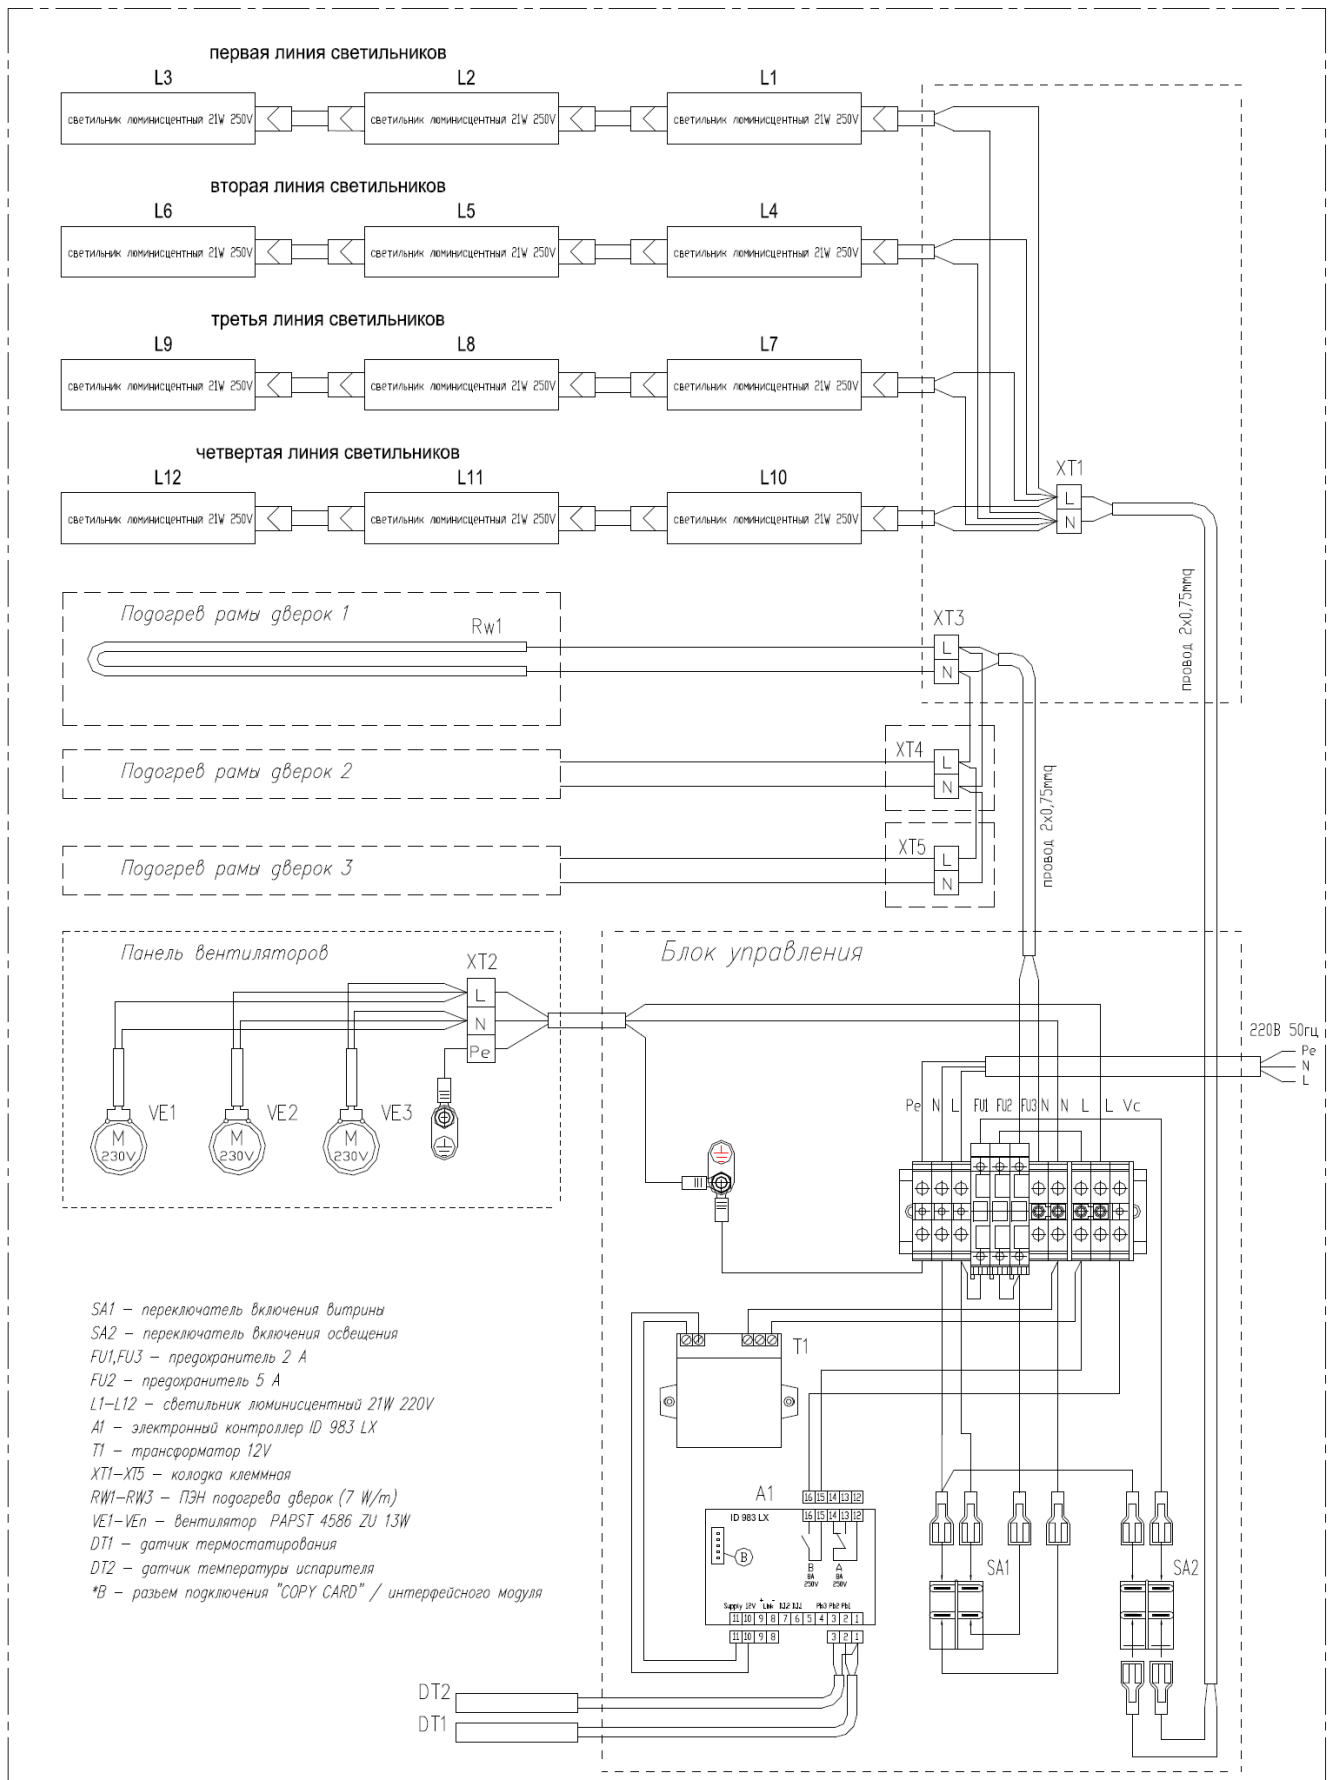 первая линия светильников
L3 L2 L1
светильник люминисцентный 21W 250V светильник люминисцентный 21W 250V светильник люминисцентный 21W 250V
вторая линия светильников
L6 L5 L4
светильник люминисцентный 21W 250V светильник люминисцентный 21W 250V светильник люминисцентный 21W 250V
третья линия светильников
L9 L8 L7
светильник люминисцентный 21W 250V светильник люминисцентный 21W 250V светильник люминисцентный 21W 250V
четвертая линия светильников
L12 L11 L10
светильник люминисцентный 21W 250V светильник люминисцентный 21W 250V светильник люминисцентный 21W 250V
XT1
L
N
провод 2x0,75mmq
Подогрев рамы дверок 1
Rw1
XT3
L
N
Подогрев рамы дверок 2
XT4
L
N
провод 2x0,75mmq
Подогрев рамы дверок 3
XT5
L
N
Панель вентиляторов
XT2
L
N
Pe
VE1 VE2 VE3
M 230V
M 230V
M 230V
Блок управления
220В 50гц
Pe
N
L
Pe N L FU1 FU2 FU3 N N L L Vc
T1
SA1 – переключатель включения витрины
SA2 – переключатель включения освещения
FU1,FU3 – предохранитель 2 А
FU2 – предохранитель 5 А
L1–L12 – светильник люминисцентный 21W 220V
A1 – электронный контроллер ID 983 LX
T1 – трансформатор 12V
XT1–XT5 – колодка клеммная
RW1–RW3 – ПЭН подогрева дверок (7 W/m)
VE1–VEn – вентилятор PAPST 4586 ZU 13W
DT1 – датчик термостатирования
DT2 – датчик температуры испарителя
*B – разьем подключения "COPY CARD" / интерфейсного модуля
A1
16 15 14 13 12
ID 983 LX
16 15 14 13 12
B
B A
8A 8A
250V 250V
Supply 12V + Link - ID2 ID1 Pb3 Pb2 Pb1
11 10 9 8 7 6 5 4 3 2 1
11 10 9 8 3 2 1
SA1
SA2
DT2
DT1